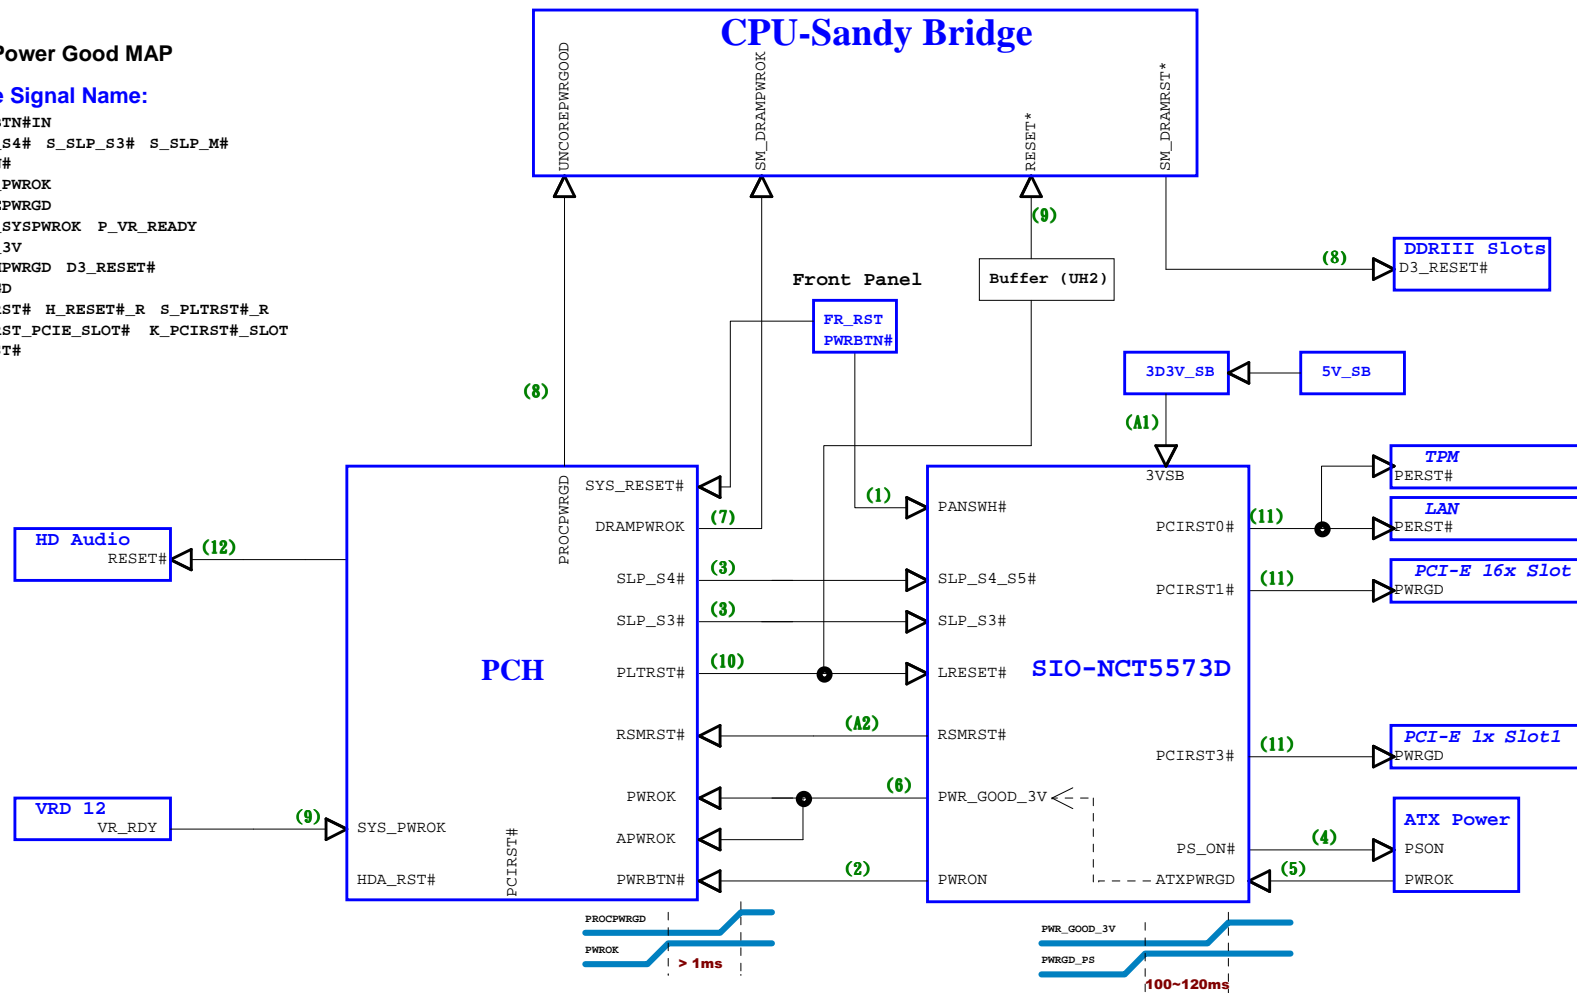 Power Good MAP
Signal Name:
BTN#IN
S4# S_SLP_S3# S_SLP_M#
#
_PWROK
PWRGD
_SYSPWROK P_VR_READY
_3V
PWRGD D3_RESET#
D
RST# H_RESET#_R S_PLTRST#_R
RST_PCIE_SLOT# K_PCIRST#_SLOT
ST#
CPU-Sandy Bridge
UNCOREPWRGOOD
SM_DRAMPWROK
RESET*
SM_DRAMRST*
(9)
Buffer (UH2)
(8)
DDRIII Slots
D3_RESET#
Front Panel
FR_RST
PWRBTN#
(8)
3D3V_SB
5V_SB
(A1)
PCH
PROCPWRGD
SYS_RESET#
DRAMPWROK
(7)
SLP_S4#
(3)
SLP_S3#
(3)
PLTRST#
(10)
RSMRST#
(A2)
PWROK
(6)
APWROK
PWRBTN#
(2)
SYS_PWROK
HDA_RST#
PCIRST#
HD Audio
RESET#
(12)
VRD 12
VR_RDY
(9)
SIO-NCT5573D
3VSB
(1)
PANSWH#
SLP_S4_S5#
SLP_S3#
LRESET#
RSMRST#
PWR_GOOD_3V
PWRON
PCIRST0#
(11)
PCIRST1#
(11)
PCIRST3#
(11)
PS_ON#
(4)
ATXPWRGD
(5)
TPM
PERST#
LAN
PERST#
PCI-E 16x Slot
PWRGD
PCI-E 1x Slot1
PWRGD
ATX Power
PSON
PWROK
PROCPWRGD
PWROK
> 1ms
PWR_GOOD_3V
PWRGD_PS
100~120ms